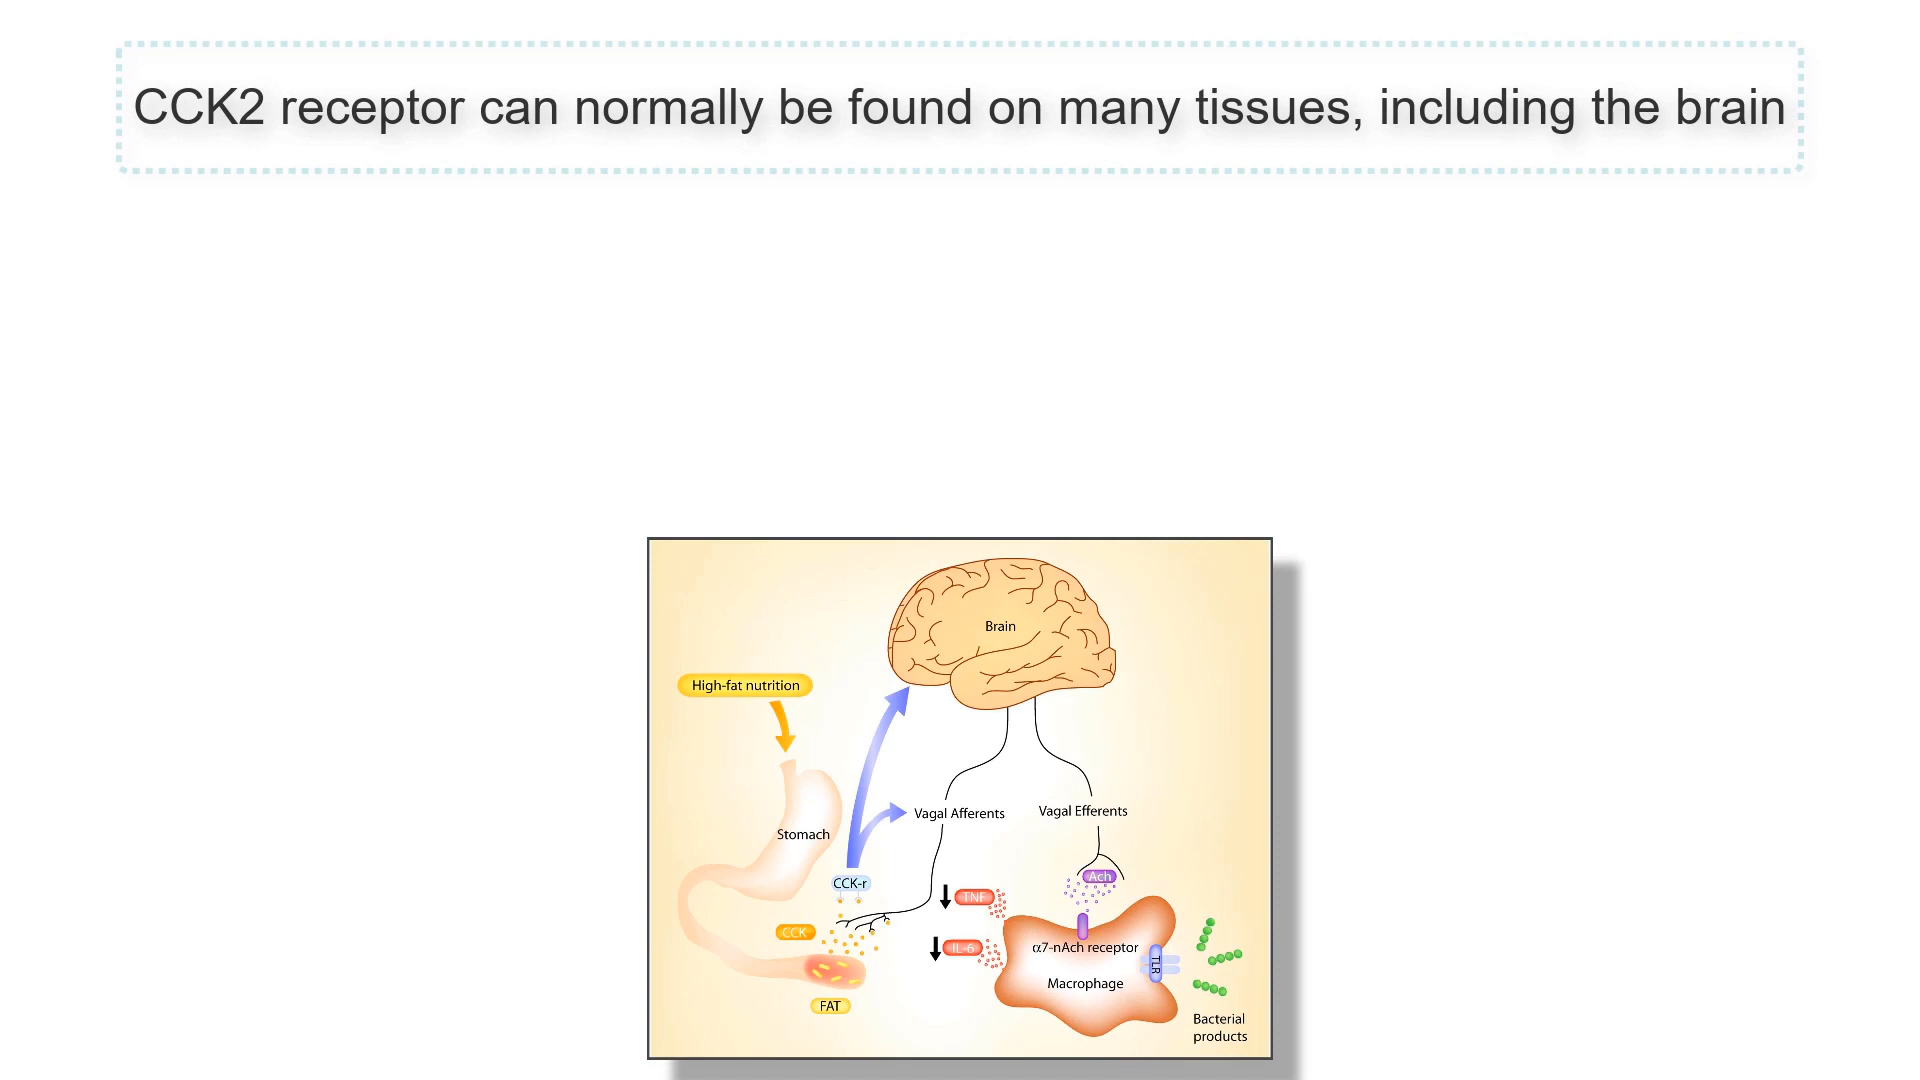 CCK2 receptor can normally be found on many tissues, including the brain
Brain
High-fat nutrition
Vagal Afferents
Vagal Efferents
Stomach
CCK-r
Ach
TNF
CCK
IL-6
α7-nAch receptor
TLR
Macrophage
FAT
Bacterial
products